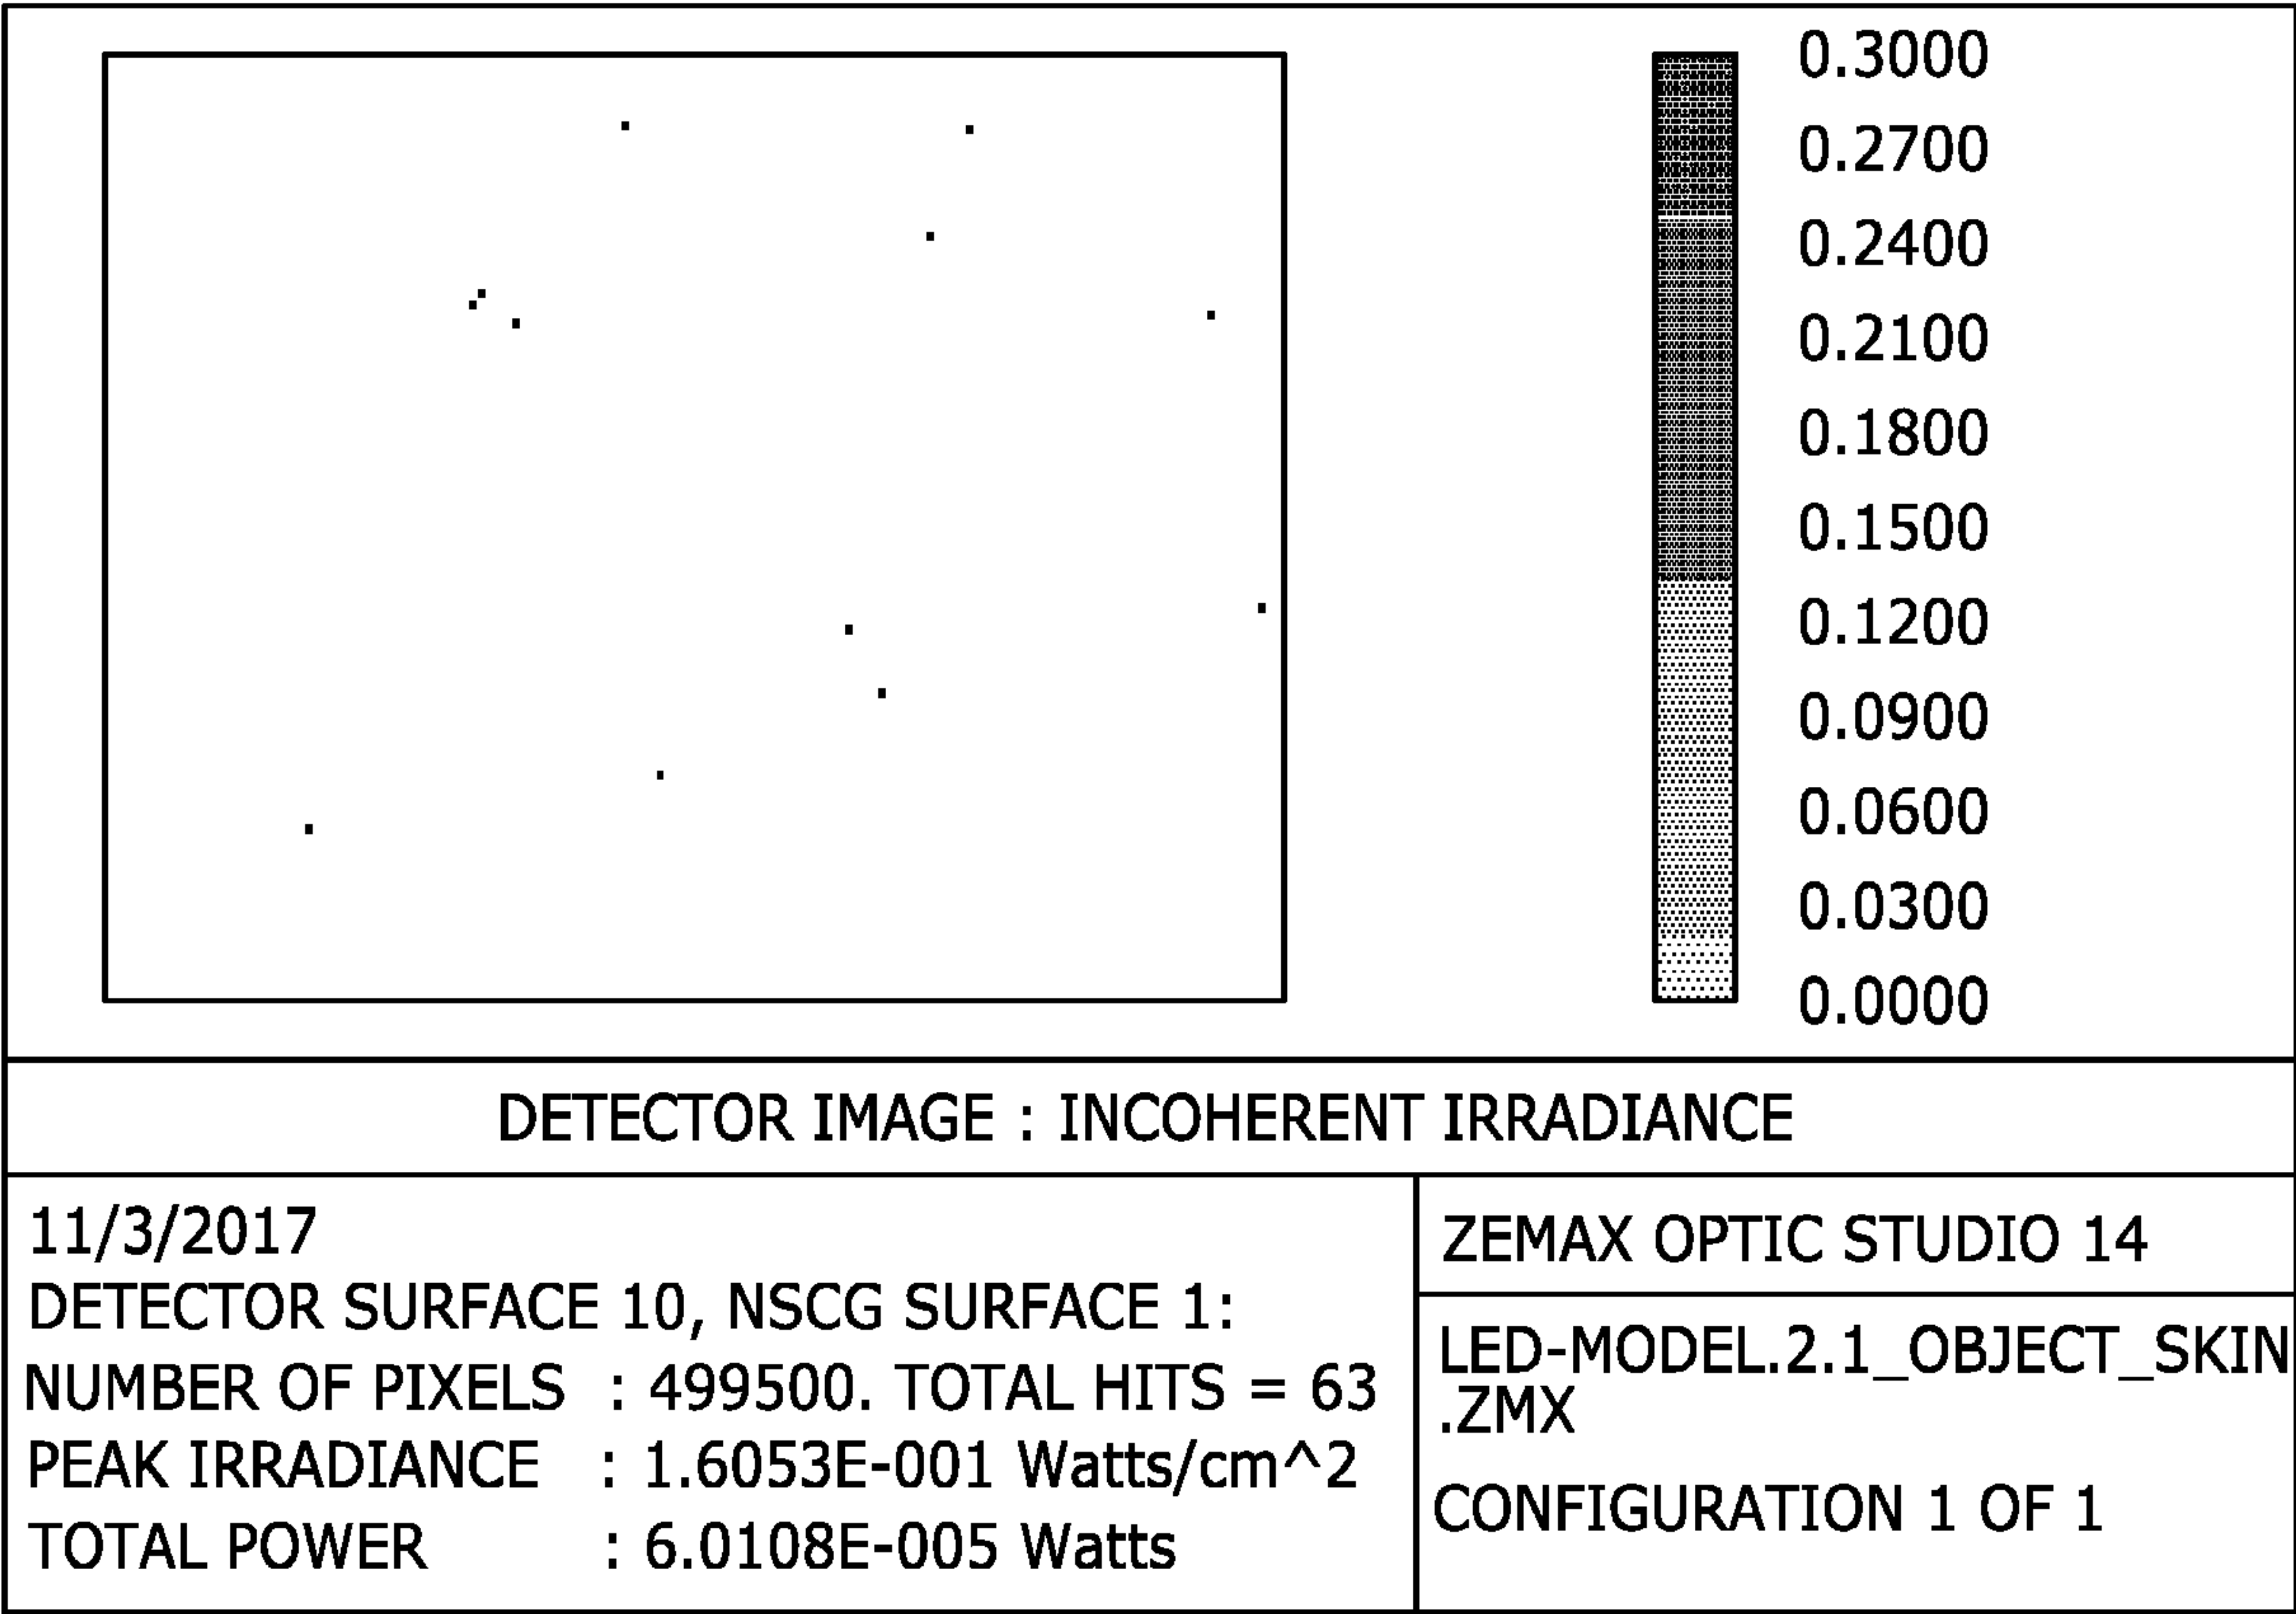 0.3000
0.2700
0.2400
0.2100
0.1800
0.1500
0.1200
0.0900
0.0600
0.0300
0.0000
DETECTOR IMAGE : INCOHERENT IRRADIANCE
11/3/2017
DETECTOR SURFACE 10, NSCG SURFACE 1:
NUMBER OF PIXELS : 499500. TOTAL HITS = 63
PEAK IRRADIANCE : 1.6053E-001 Watts/cm^2
TOTAL POWER : 6.0108E-005 Watts
ZEMAX OPTIC STUDIO 14
LED-MODEL.2.1_OBJECT_SKIN
.ZMX
CONFIGURATION 1 OF 1